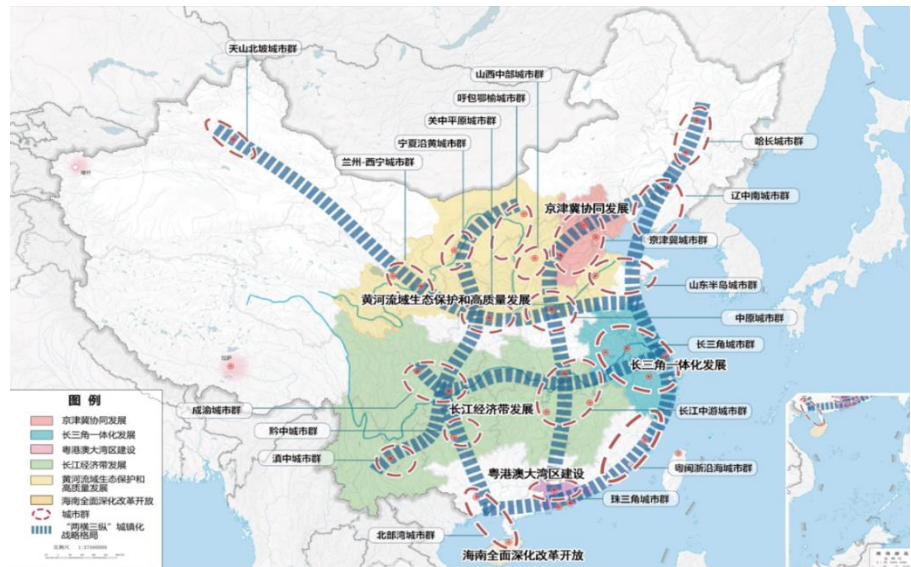 天山北坡城市群
山西中部城市群
呼包鄂榆城市群
关中平原城市群
宁夏沿黄城市群
兰州-西宁城市群
哈长城市群
辽中南城市群
京津冀协同发展
京津冀城市群
山东半岛城市群
黄河流域生态保护和高质量发展
中原城市群
长三角城市群
长三角一体化发展
拉萨
成渝城市群
长江经济带发展
长江中游城市群
黔中城市群
滇中城市群
粤闽浙沿海城市群
粤港澳大湾区建设
珠三角城市群
北部湾城市群
海南全面深化改革开放
图 例
京津冀协同发展
长三角一体化发展
粤港澳大湾区建设
长江经济带发展
黄河流域生态保护和
高质量发展
海南全面深化改革开放
城市群
“两横三纵”城镇化
战略格局